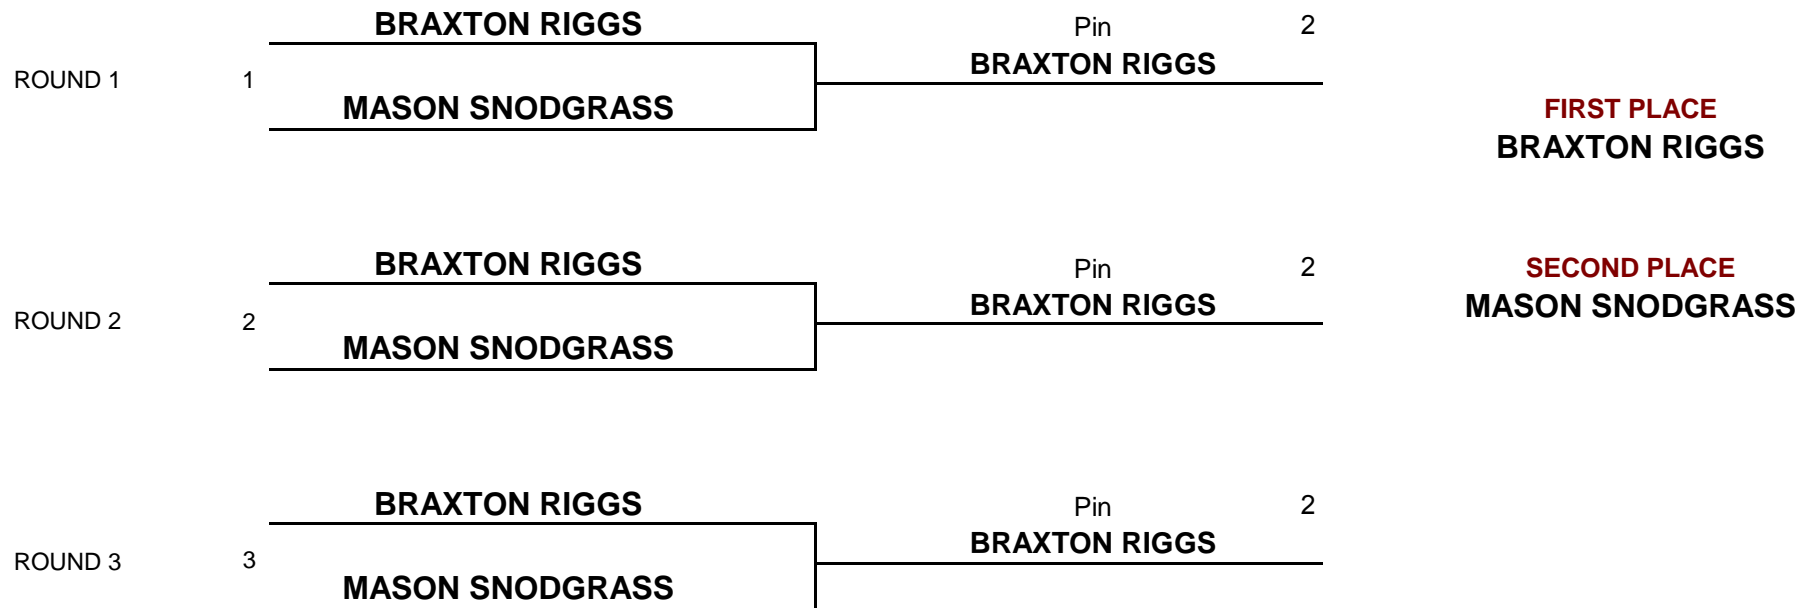 BRAXTON RIGGS
Pin 2
BRAXTON RIGGS
ROUND 1 1
MASON SNODGRASS
FIRST PLACE
BRAXTON RIGGS
BRAXTON RIGGS
Pin 2
SECOND PLACE
BRAXTON RIGGS
MASON SNODGRASS
ROUND 2 2
MASON SNODGRASS
BRAXTON RIGGS
Pin 2
BRAXTON RIGGS
ROUND 3 3
MASON SNODGRASS